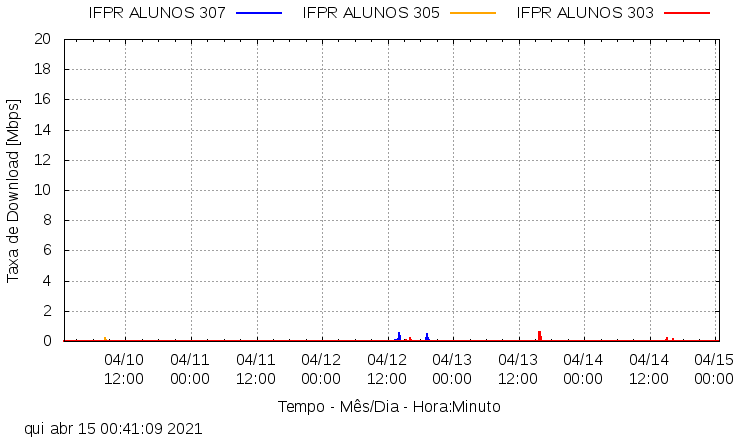 IFPR ALUNOS 307 IFPR ALUNOS 305 IFPR ALUNOS 303
Taxa de Download [Mbps]
20
18
16
14
12
10
8
6
4
2
0
04/10 04/11 04/11 04/12 04/12 04/13 04/13 04/14 04/14 04/15
12:00 00:00 12:00 00:00 12:00 00:00 12:00 00:00 12:00 00:00
Tempo - Mês/Dia - Hora:Minuto
qui abr 15 00:41:09 2021